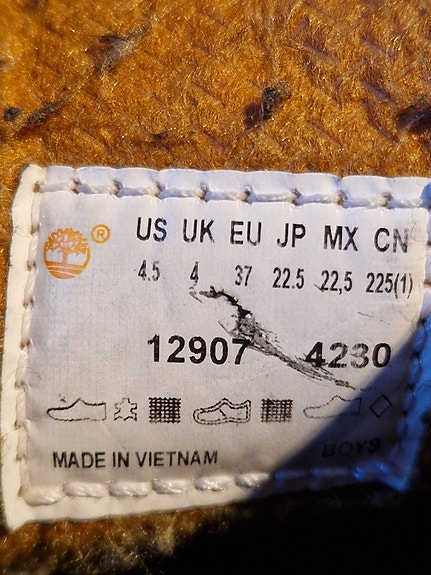 ®
US UK EU JP MX CN
4.5 4 37 22.5 22,5 225(1)
12907 4230
MADE IN VIETNAM BOYS